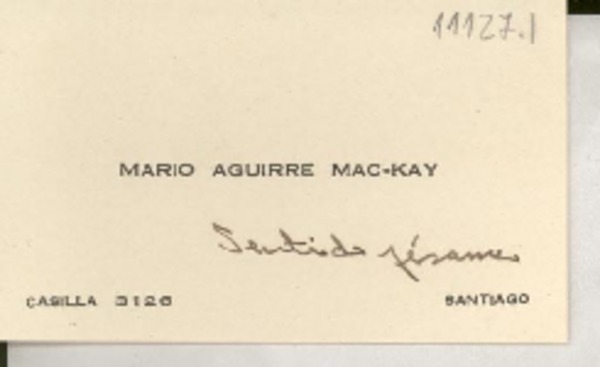 11127.1
MARIO AGUIRRE MAC-KAY
Sentido pésame
CASILLA 3126 SANTIAGO